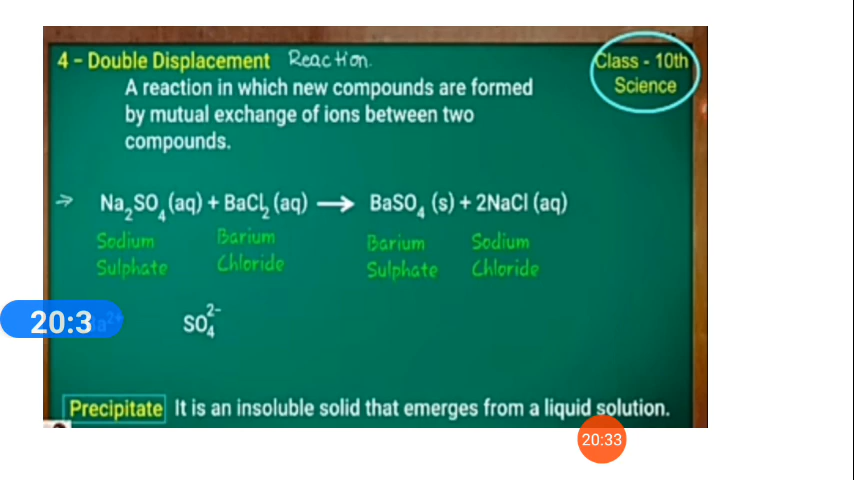 4 – Double Displacement Reaction.
Class - 10th
Science
A reaction in which new compounds are formed
by mutual exchange of ions between two
compounds.
⇒ Na₂SO₄ (aq) + BaCl₂ (aq) ⟶ BaSO₄ (s) + 2NaCl (aq)
Sodium Barium Barium Sodium
Sulphate Chloride Sulphate Chloride
20:3 SO₄²⁻
Precipitate It is an insoluble solid that emerges from a liquid solution.
20:33